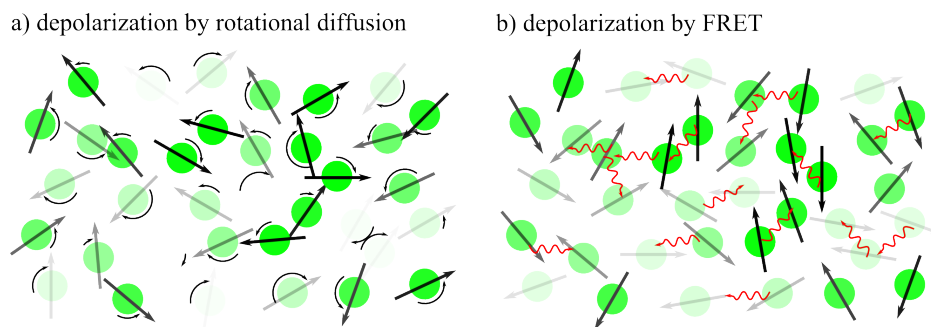 a) depolarization by rotational diffusion
b) depolarization by FRET